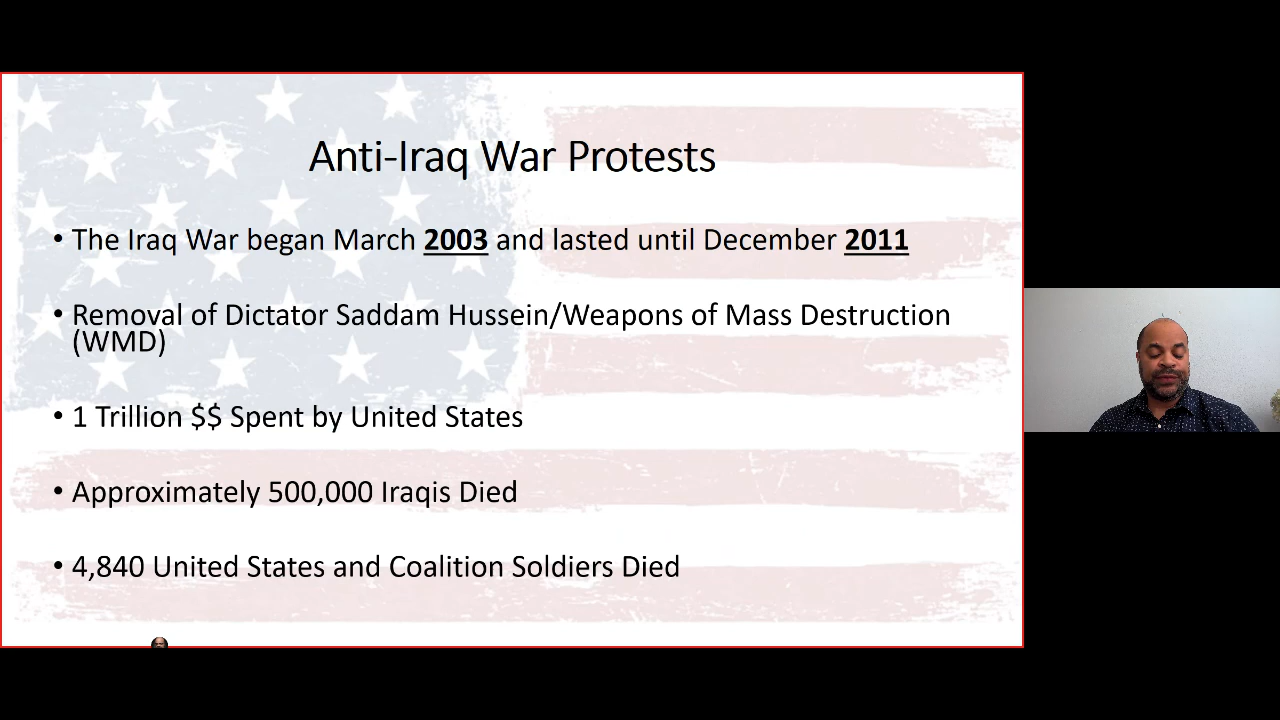 Anti-Iraq War Protests
• The Iraq War began March 2003 and lasted until December 2011
• Removal of Dictator Saddam Hussein/Weapons of Mass Destruction
(WMD)
• 1 Trillion $$ Spent by United States
• Approximately 500,000 Iraqis Died
• 4,840 United States and Coalition Soldiers Died